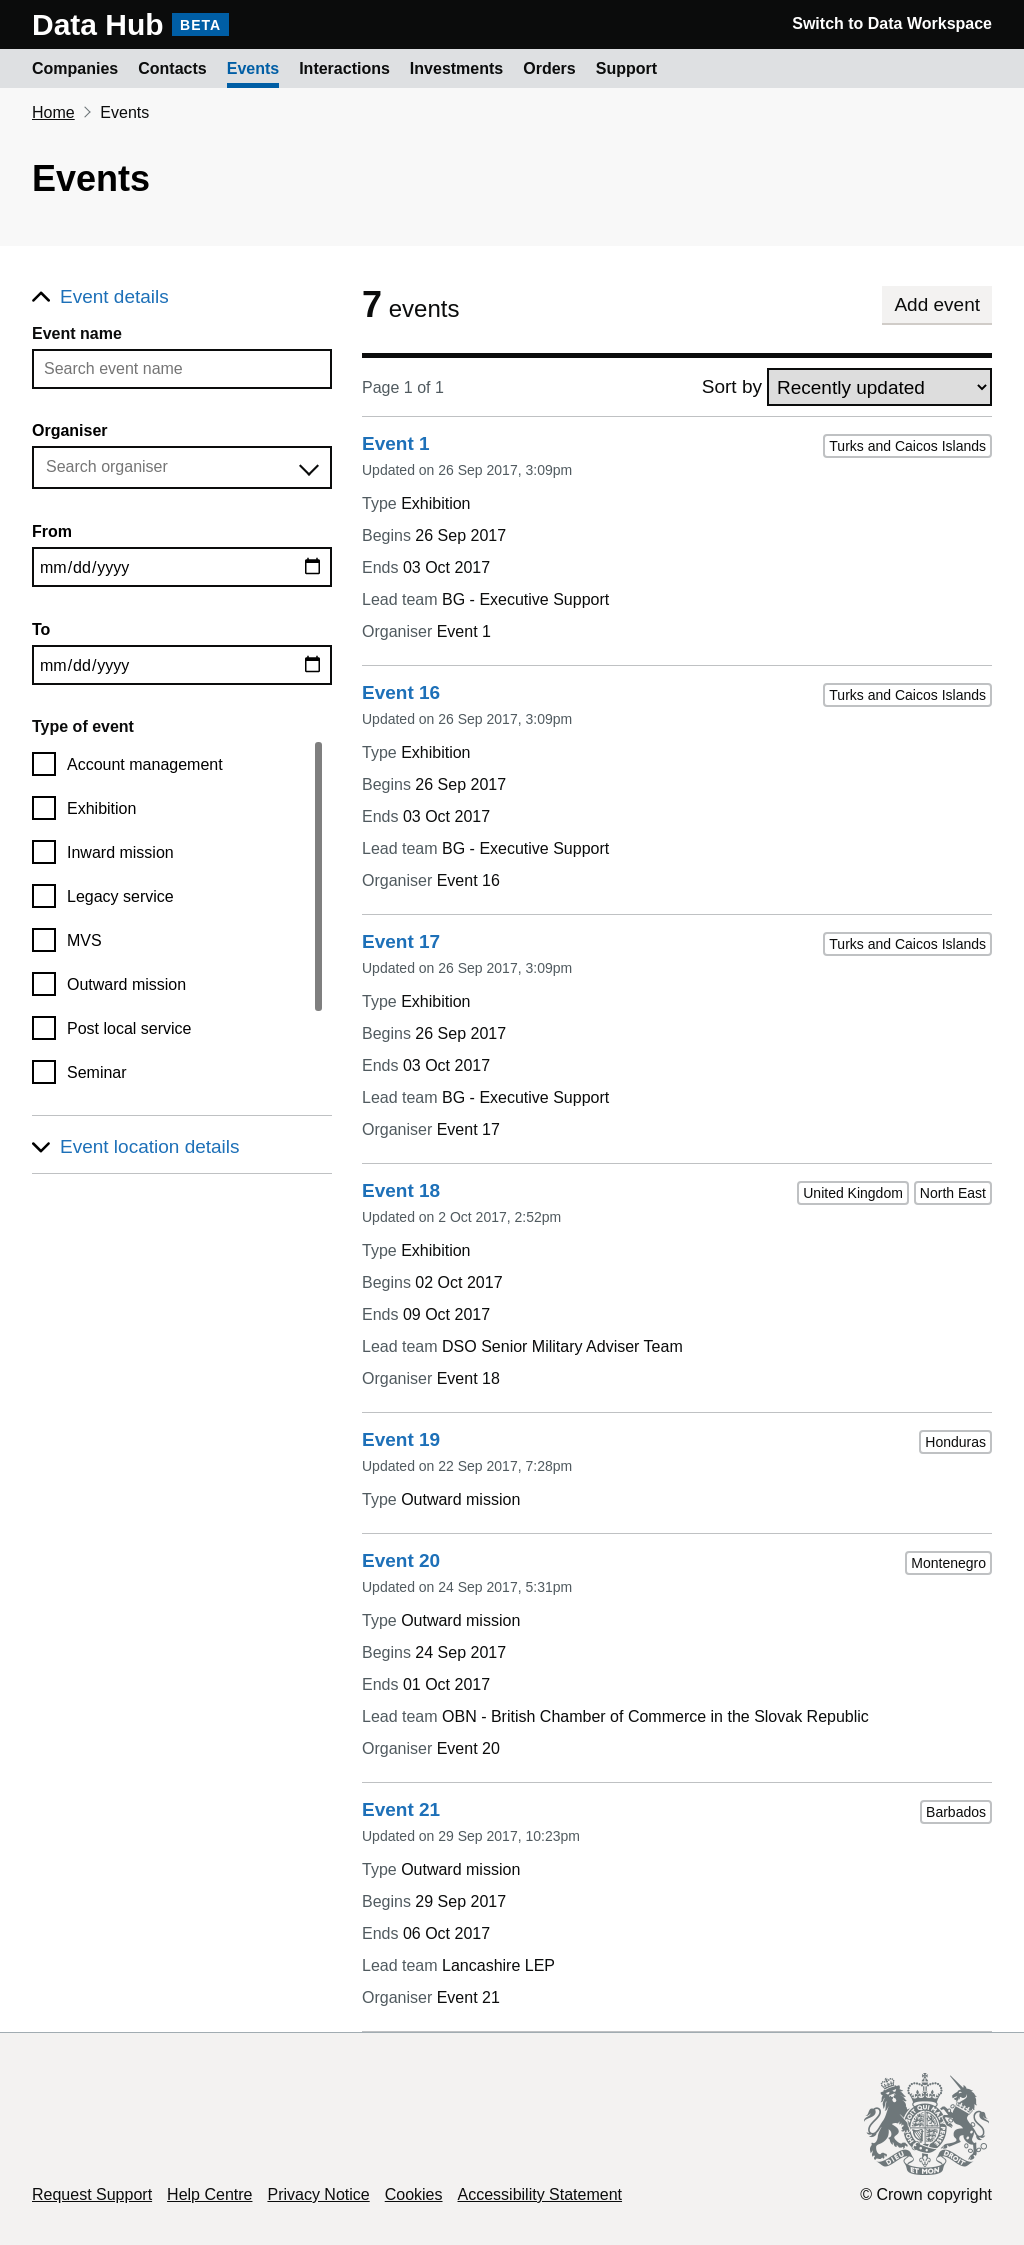 Data Hub BETA
Switch to Data Workspace
Companies Contacts Events Interactions Investments Orders Support
Home Events
Events
Event details
Event name
Search event name
Organiser
Search organiser
From
mm/dd/yyyy
To
mm/dd/yyyy
Type of event
Account management
Exhibition
Inward mission
Legacy service
MVS
Outward mission
Post local service
Seminar
Event location details
7 events
Add event
Page 1 of 1
Sort by Recently updated
Event 1
Turks and Caicos Islands
Updated on 26 Sep 2017, 3:09pm
Type Exhibition
Begins 26 Sep 2017
Ends 03 Oct 2017
Lead team BG - Executive Support
Organiser Event 1
Event 16
Turks and Caicos Islands
Updated on 26 Sep 2017, 3:09pm
Type Exhibition
Begins 26 Sep 2017
Ends 03 Oct 2017
Lead team BG - Executive Support
Organiser Event 16
Event 17
Turks and Caicos Islands
Updated on 26 Sep 2017, 3:09pm
Type Exhibition
Begins 26 Sep 2017
Ends 03 Oct 2017
Lead team BG - Executive Support
Organiser Event 17
Event 18
United Kingdom North East
Updated on 2 Oct 2017, 2:52pm
Type Exhibition
Begins 02 Oct 2017
Ends 09 Oct 2017
Lead team DSO Senior Military Adviser Team
Organiser Event 18
Event 19
Honduras
Updated on 22 Sep 2017, 7:28pm
Type Outward mission
Event 20
Montenegro
Updated on 24 Sep 2017, 5:31pm
Type Outward mission
Begins 24 Sep 2017
Ends 01 Oct 2017
Lead team OBN - British Chamber of Commerce in the Slovak Republic
Organiser Event 20
Event 21
Barbados
Updated on 29 Sep 2017, 10:23pm
Type Outward mission
Begins 29 Sep 2017
Ends 06 Oct 2017
Lead team Lancashire LEP
Organiser Event 21
DIEU ET MON DROIT
Request Support Help Centre Privacy Notice Cookies Accessibility Statement
© Crown copyright